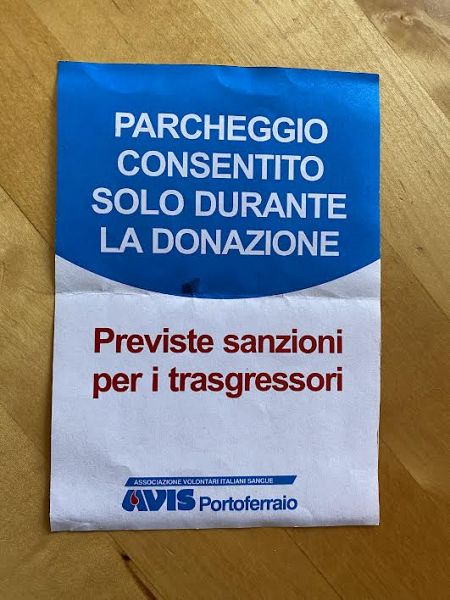 PARCHEGGIO
CONSENTITO
SOLO DURANTE
LA DONAZIONE
Previste sanzioni
per i trasgressori
ASSOCIAZIONE VOLONTARI ITALIANI SANGUE
AVIS Portoferraio